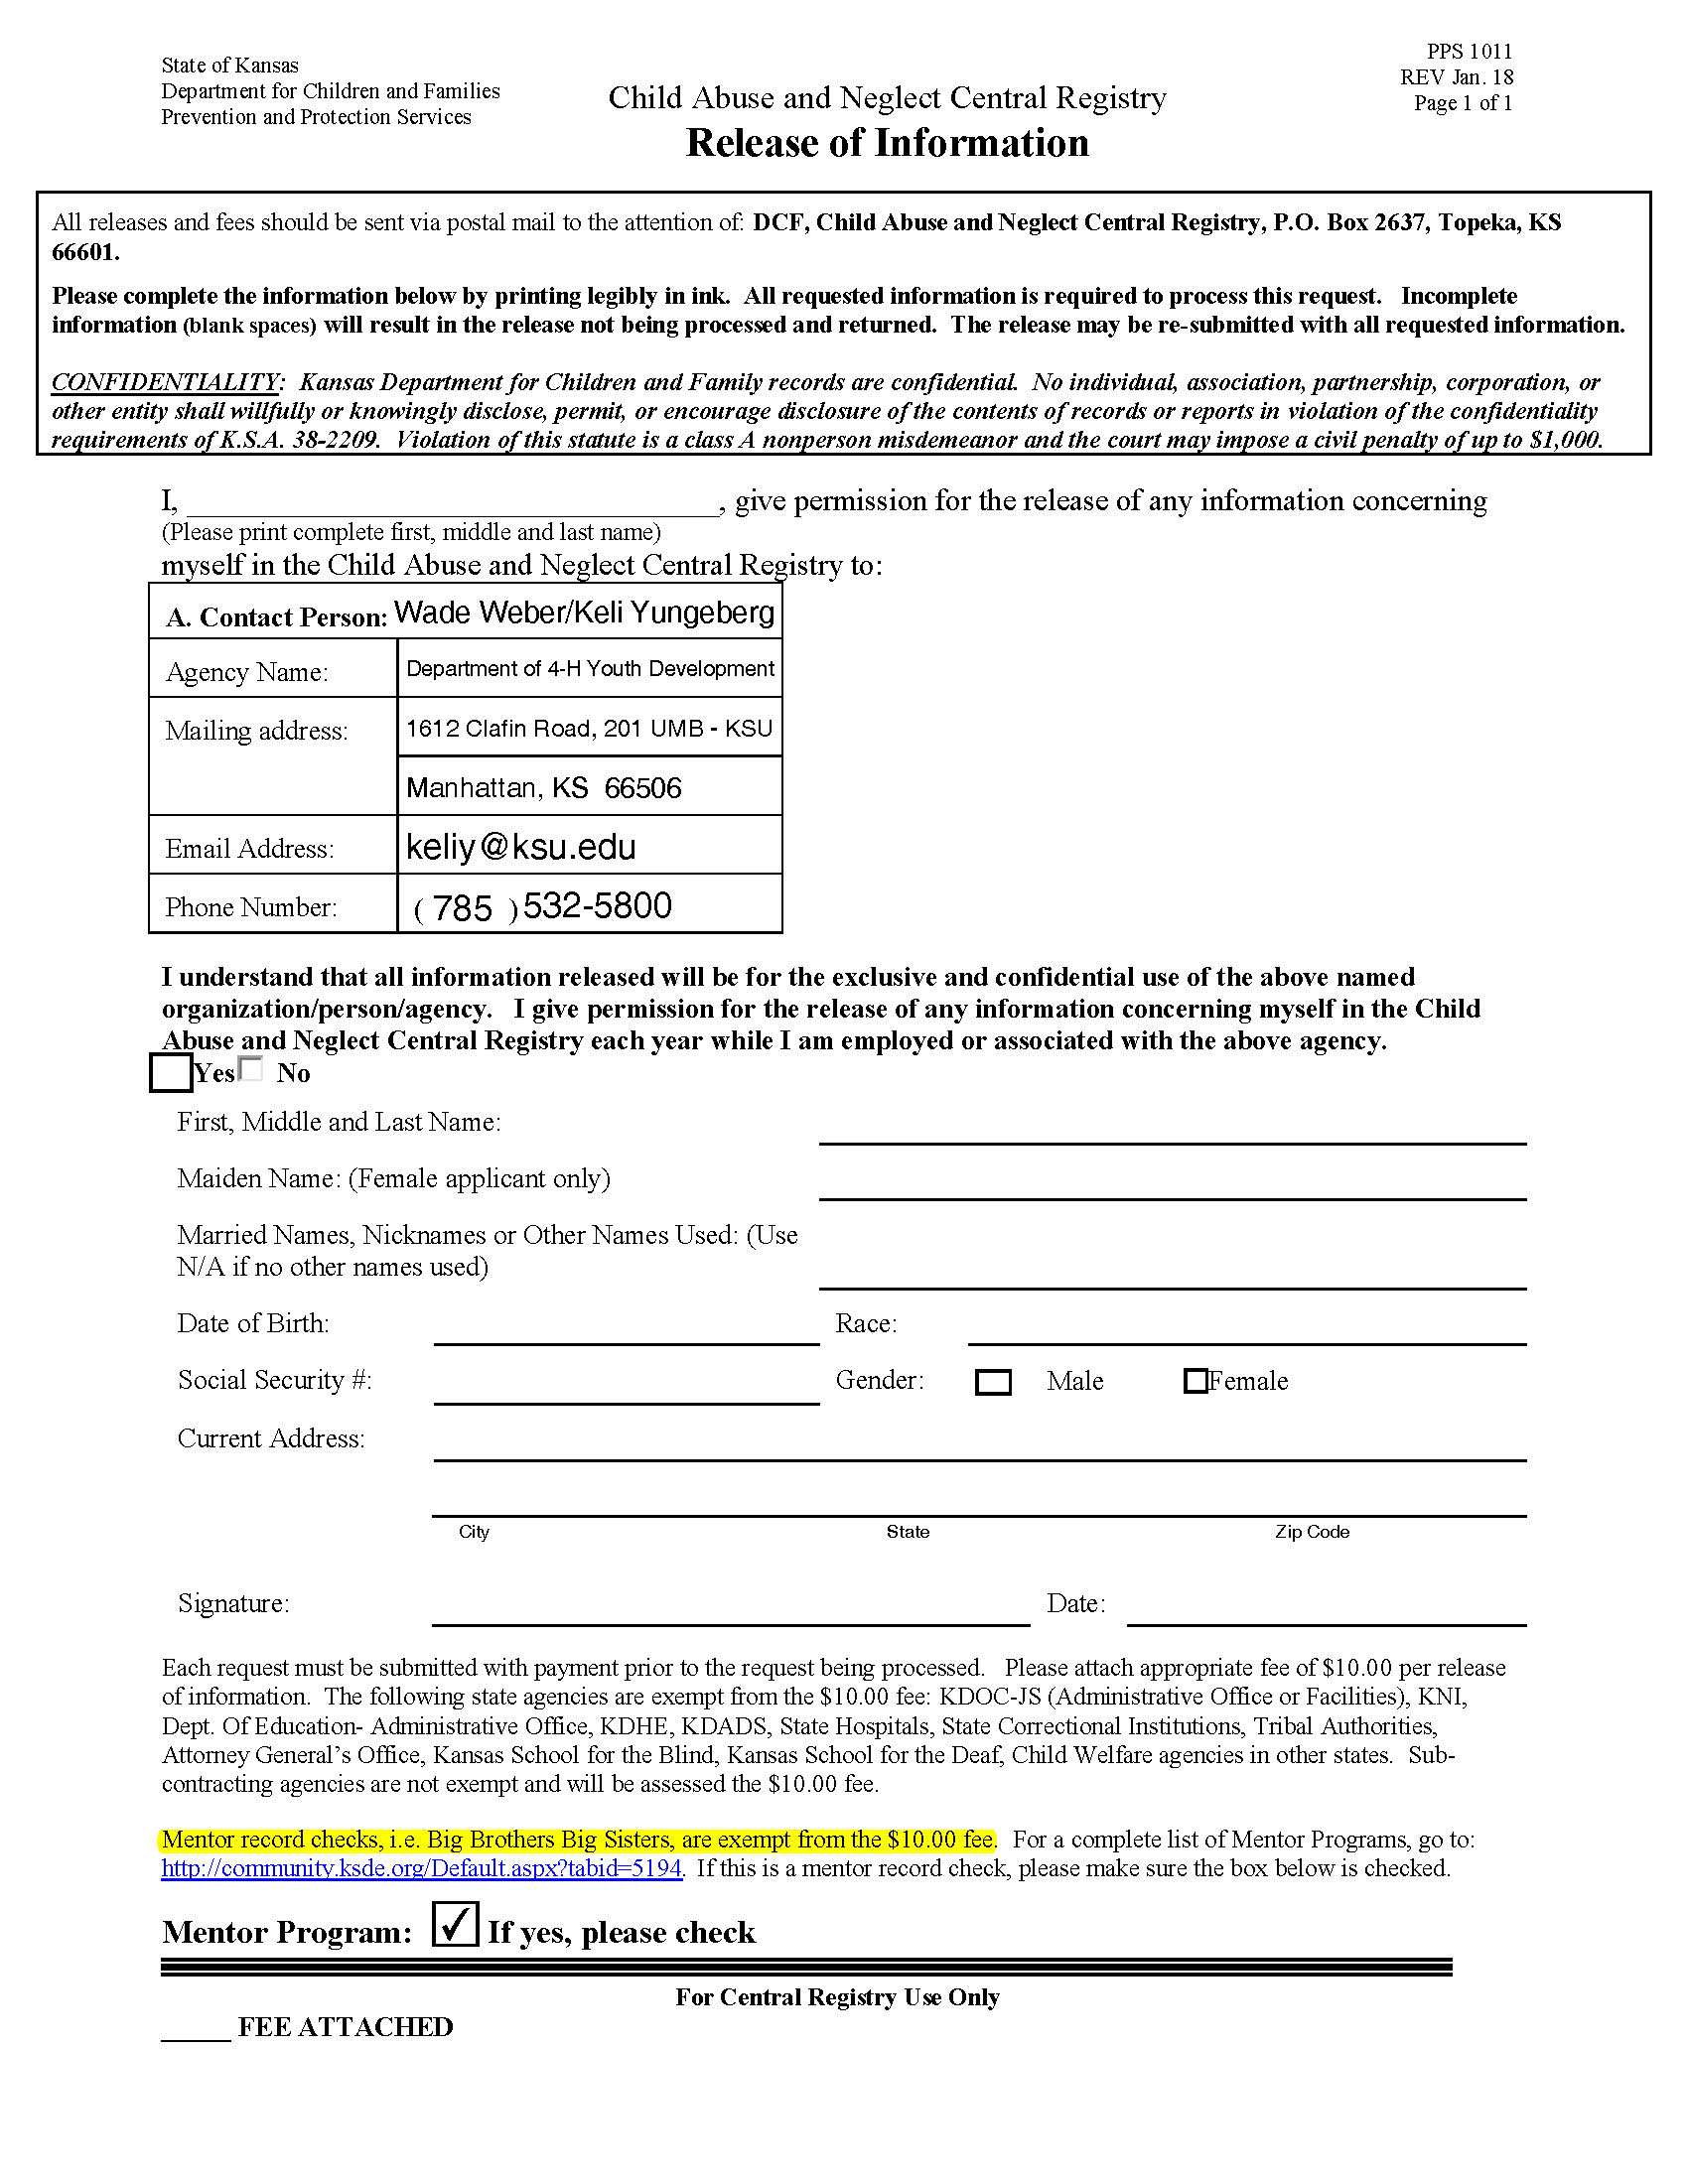 State of Kansas
Department for Children and Families
Prevention and Protection Services
Child Abuse and Neglect Central Registry
Release of Information
PPS 1011
REV Jan. 18
Page 1 of 1
All releases and fees should be sent via postal mail to the attention of: DCF, Child Abuse and Neglect Central Registry, P.O. Box 2637, Topeka, KS
66601.
Please complete the information below by printing legibly in ink. All requested information is required to process this request. Incomplete
information (blank spaces) will result in the release not being processed and returned. The release may be re-submitted with all requested information.
CONFIDENTIALITY: Kansas Department for Children and Family records are confidential. No individual, association, partnership, corporation, or
other entity shall willfully or knowingly disclose, permit, or encourage disclosure of the contents of records or reports in violation of the confidentiality
requirements of K.S.A. 38-2209. Violation of this statute is a class A nonperson misdemeanor and the court may impose a civil penalty of up to $1,000.
I, ____________________________________, give permission for the release of any information concerning
(Please print complete first, middle and last name)
myself in the Child Abuse and Neglect Central Registry to:
A. Contact Person: Wade Weber/Keli Yungeberg
Agency Name: Department of 4-H Youth Development
Mailing address: 1612 Clafin Road, 201 UMB - KSU
Manhattan, KS 66506
Email Address: keliy@ksu.edu
Phone Number: ( 785 ) 532-5800
I understand that all information released will be for the exclusive and confidential use of the above named
organization/person/agency. I give permission for the release of any information concerning myself in the Child
Abuse and Neglect Central Registry each year while I am employed or associated with the above agency.
Yes No
First, Middle and Last Name:
Maiden Name: (Female applicant only)
Married Names, Nicknames or Other Names Used: (Use
N/A if no other names used)
Date of Birth: Race:
Social Security #: Gender: Male Female
Current Address:
City State Zip Code
Signature: Date:
Each request must be submitted with payment prior to the request being processed. Please attach appropriate fee of $10.00 per release
of information. The following state agencies are exempt from the $10.00 fee: KDOC-JS (Administrative Office or Facilities), KNI,
Dept. Of Education- Administrative Office, KDHE, KDADS, State Hospitals, State Correctional Institutions, Tribal Authorities,
Attorney General's Office, Kansas School for the Blind, Kansas School for the Deaf, Child Welfare agencies in other states. Sub-
contracting agencies are not exempt and will be assessed the $10.00 fee.
Mentor record checks, i.e. Big Brothers Big Sisters, are exempt from the $10.00 fee. For a complete list of Mentor Programs, go to:
http://community.ksde.org/Default.aspx?tabid=5194. If this is a mentor record check, please make sure the box below is checked.
Mentor Program: ✓ If yes, please check
For Central Registry Use Only
______ FEE ATTACHED